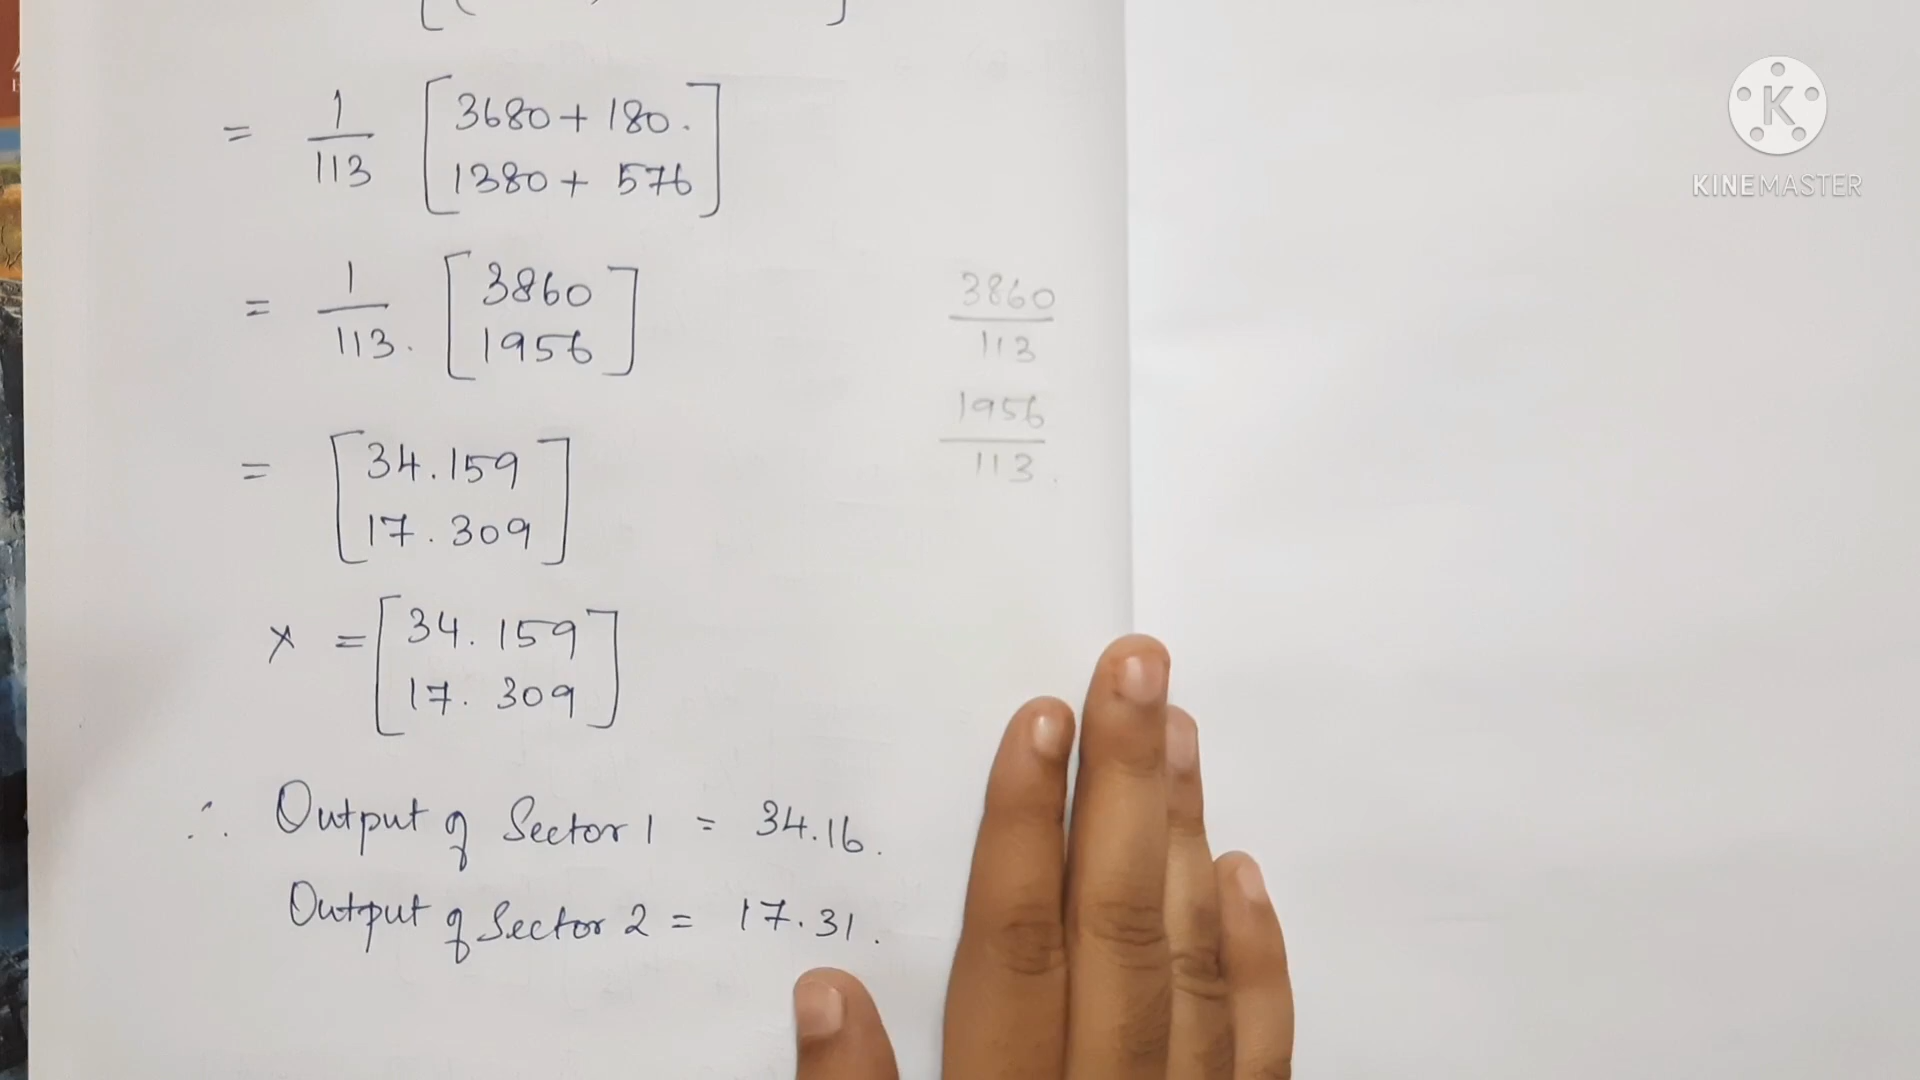 = 1/113 [3680 + 180.
1380 + 576]
= 1/113. [3860
1956]
3860/113
1956/113.
= [34.159
17.309]
x = [34.159
17.309]
∴ Output of Sector 1 = 34.16.
Output of Sector 2 = 17.31.
K
KINEMASTER